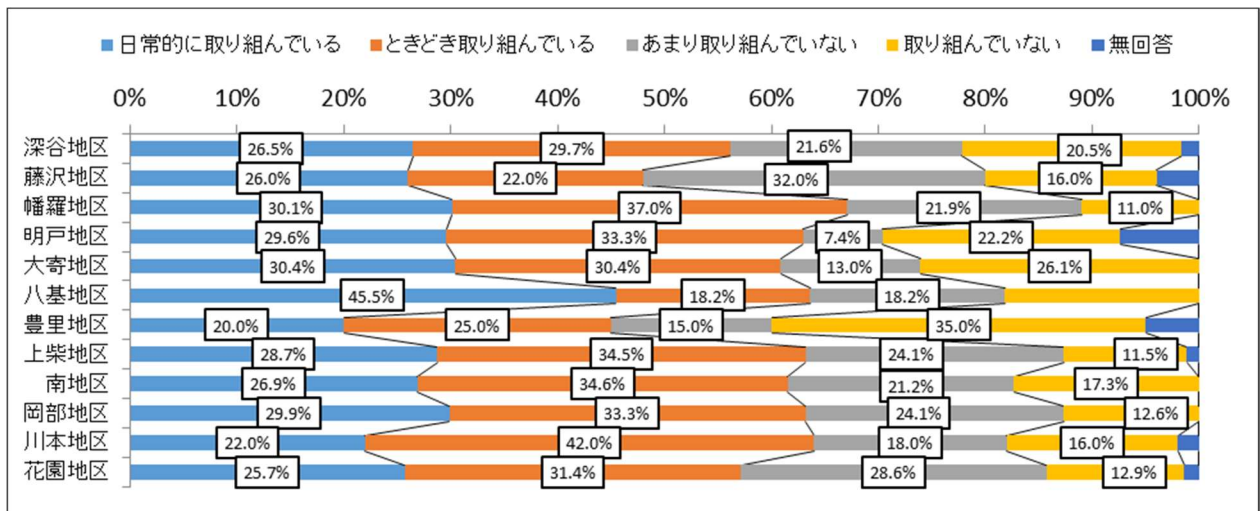 日常的に取り組んでいる ときどき取り組んでいる あまり取り組んでいない 取り組んでいない 無回答
0% 10% 20% 30% 40% 50% 60% 70% 80% 90% 100%
深谷地区 26.5% 29.7% 21.6% 20.5%
藤沢地区 26.0% 22.0% 32.0% 16.0%
幡羅地区 30.1% 37.0% 21.9% 11.0%
明戸地区 29.6% 33.3% 7.4% 22.2%
大寄地区 30.4% 30.4% 13.0% 26.1%
八基地区 45.5% 18.2% 18.2%
豊里地区 20.0% 25.0% 15.0% 35.0%
上柴地区 28.7% 34.5% 24.1% 11.5%
南地区 26.9% 34.6% 21.2% 17.3%
岡部地区 29.9% 33.3% 24.1% 12.6%
川本地区 22.0% 42.0% 18.0% 16.0%
花園地区 25.7% 31.4% 28.6% 12.9%